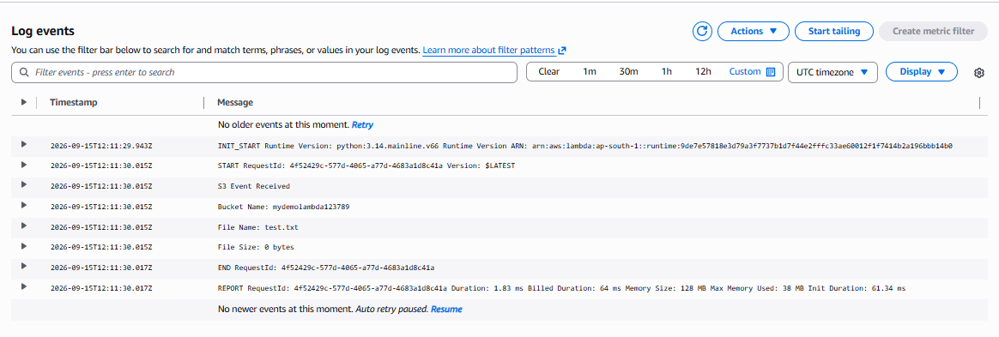 Log events
Actions
Start tailing
Create metric filter
You can use the filter bar below to search for and match terms, phrases, or values in your log events. Learn more about filter patterns
Filter events - press enter to search
Clear 1m 30m 1h 12h Custom
UTC timezone
Display
Timestamp Message
No older events at this moment. Retry
2026-09-15T12:11:29.943Z INIT_START Runtime Version: python:3.14.mainline.v66 Runtime Version ARN: arn:aws:lambda:ap-south-1::runtime:9de7e57818e3d79a3f7737b1d7f44e2fffc33ae60012f1f7414b2a196bbb14b0
2026-09-15T12:11:30.015Z START RequestId: 4f52429c-577d-4065-a77d-4683a1d8c41a Version: $LATEST
2026-09-15T12:11:30.015Z S3 Event Received
2026-09-15T12:11:30.015Z Bucket Name: mydemolambda123789
2026-09-15T12:11:30.015Z File Name: test.txt
2026-09-15T12:11:30.015Z File Size: 0 bytes
2026-09-15T12:11:30.017Z END RequestId: 4f52429c-577d-4065-a77d-4683a1d8c41a
2026-09-15T12:11:30.017Z REPORT RequestId: 4f52429c-577d-4065-a77d-4683a1d8c41a Duration: 1.83 ms Billed Duration: 64 ms Memory Size: 128 MB Max Memory Used: 38 MB Init Duration: 61.34 ms
No newer events at this moment. Auto retry paused. Resume